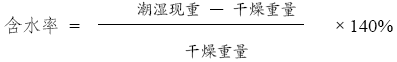 潮湿现重 — 干燥重量
含水率 = ×140%
干燥重量